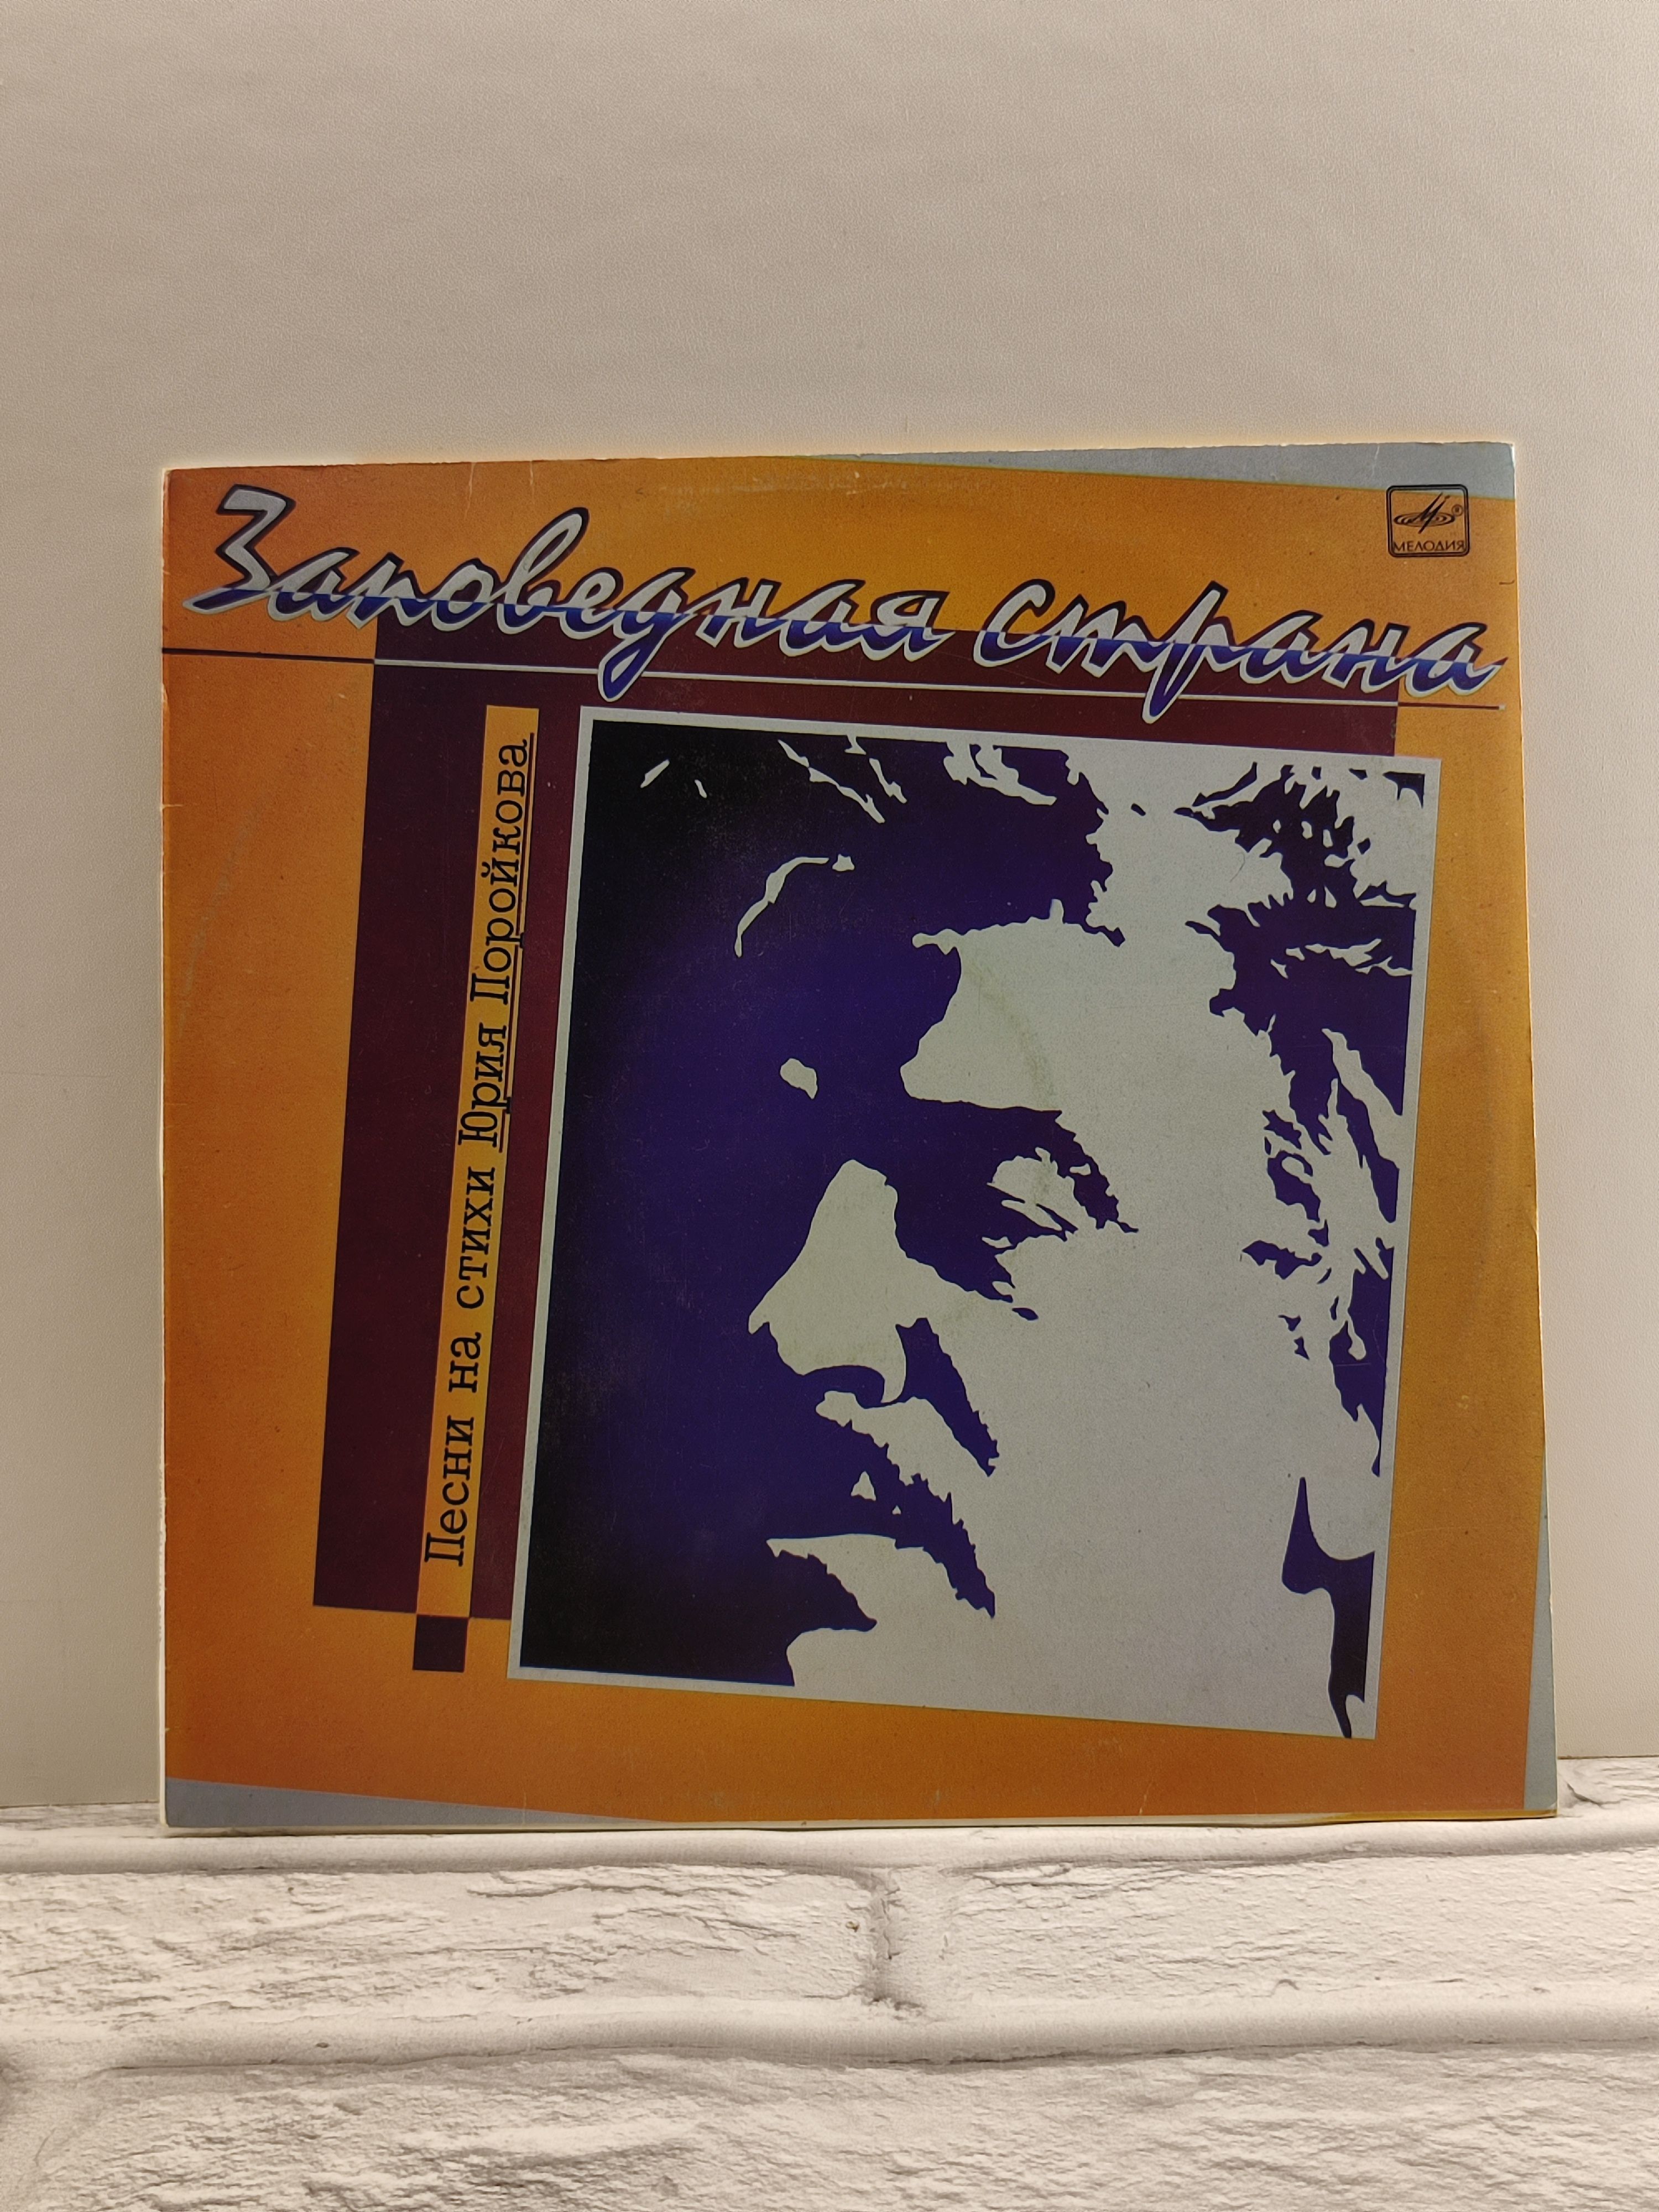 Заповедная страна
МЕЛОДИЯ
Песни на стихи Юрия Поройкова